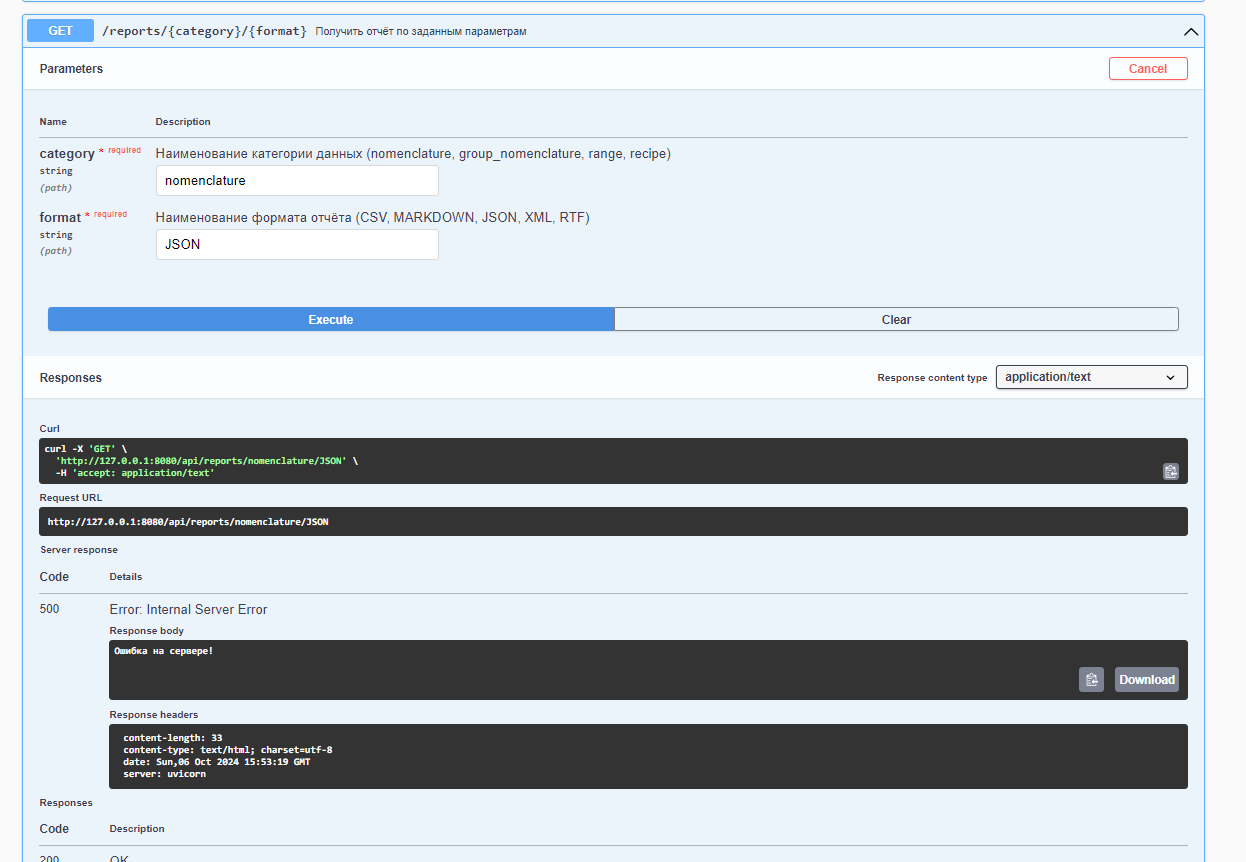 GET /reports/{category}/{format} Получить отчёт по заданным параметрам
Parameters Cancel
Name Description
category * required Наименование категории данных (nomenclature, group_nomenclature, range, recipe)
string
(path)
nomenclature
format * required Наименование формата отчёта (CSV, MARKDOWN, JSON, XML, RTF)
string
(path)
JSON
Execute Clear
Responses Response content type application/text
Curl
curl -X 'GET' \
'http://127.0.0.1:8080/api/reports/nomenclature/JSON' \
-H 'accept: application/text'
Request URL
http://127.0.0.1:8080/api/reports/nomenclature/JSON
Server response
Code Details
500 Error: Internal Server Error
Response body
Ошибка на сервере!
Download
Response headers
content-length: 33
content-type: text/html; charset=utf-8
date: Sun,06 Oct 2024 15:53:19 GMT
server: uvicorn
Responses
Code Description
200 OK